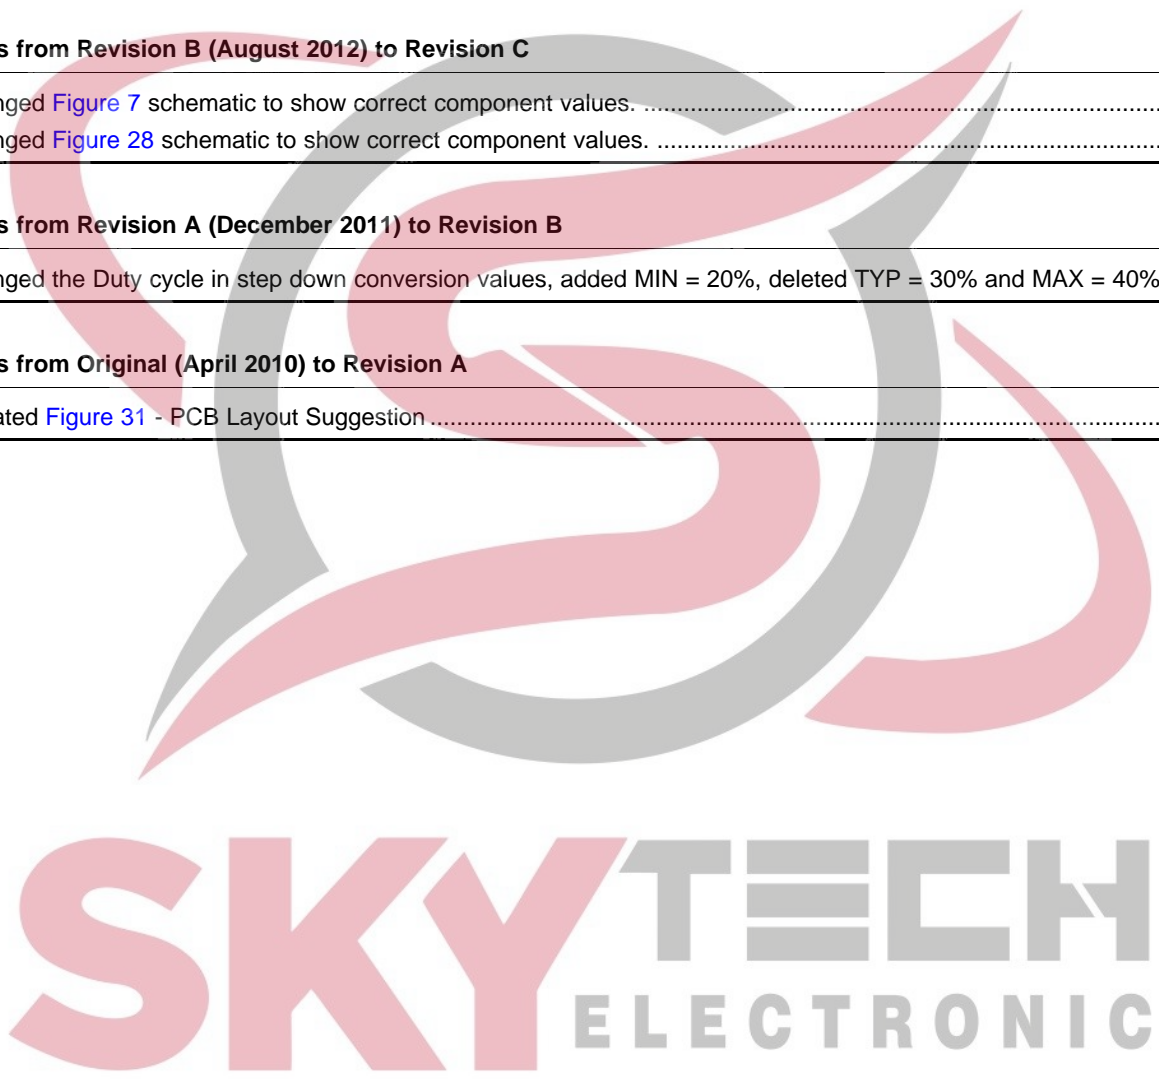 s from Revision B (August 2012) to Revision C
nged Figure 7 schematic to show correct component values. ................................................................................
nged Figure 28 schematic to show correct component values. ..............................................................................
s from Revision A (December 2011) to Revision B
nged the Duty cycle in step down conversion values, added MIN = 20%, deleted TYP = 30% and MAX = 40%
s from Original (April 2010) to Revision A
ated Figure 31 - PCB Layout Suggestion ................................................................................................................
SKYTECH
ELECTRONIC